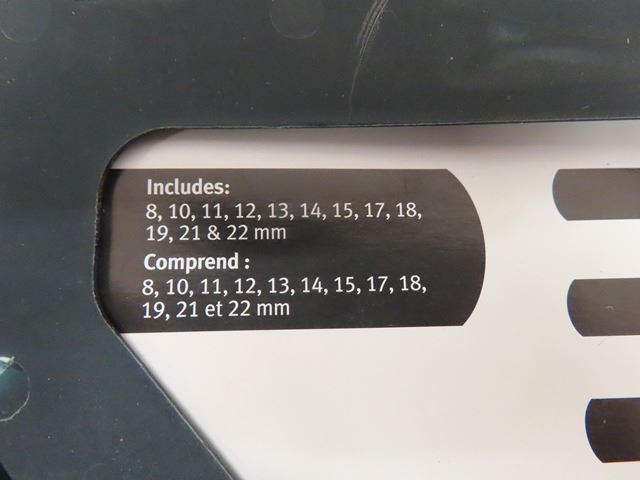 Includes:
8, 10, 11, 12, 13, 14, 15, 17, 18,
19, 21 & 22 mm
Comprend :
8, 10, 11, 12, 13, 14, 15, 17, 18,
19, 21 et 22 mm